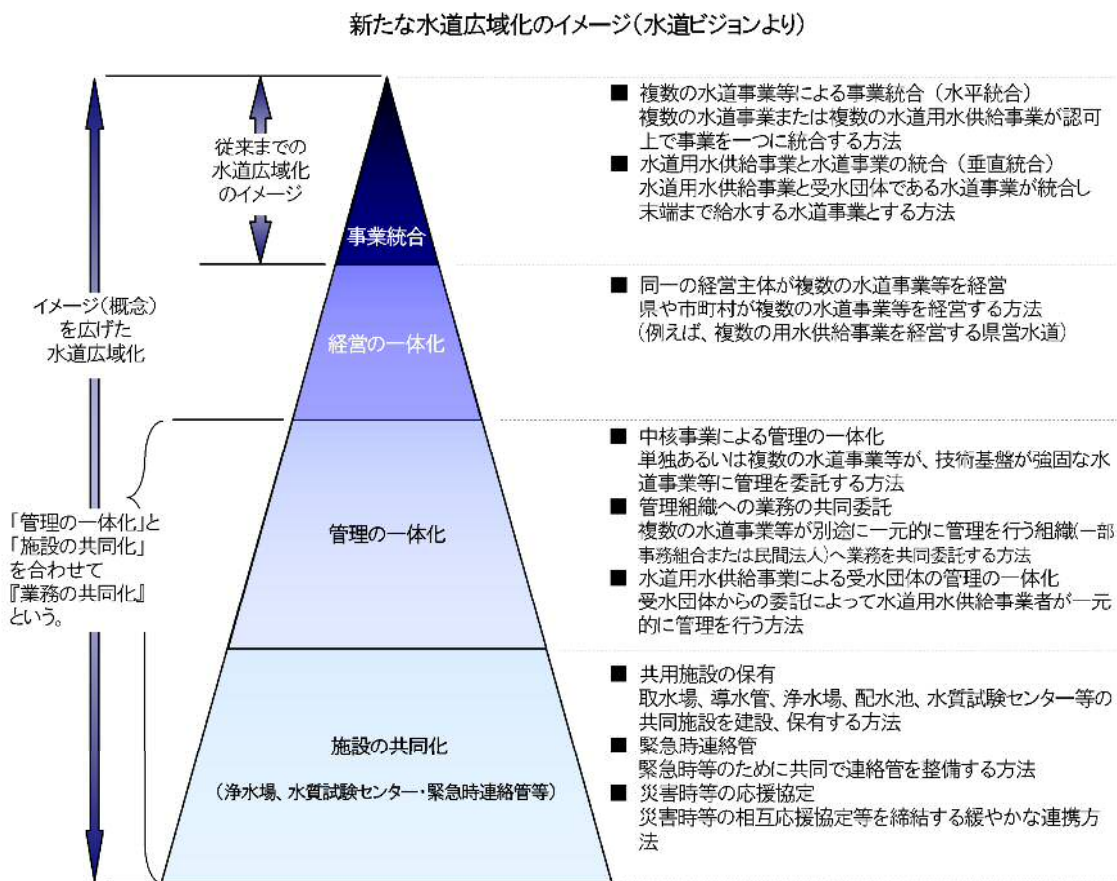 新たな水道広域化のイメージ(水道ビジョンより)
従来までの
水道広域化
のイメージ
イメージ(概念)
を広げた
水道広域化
「管理の一体化」と
「施設の共同化」
を合わせて
『業務の共同化』
という。
事業統合
経営の一体化
管理の一体化
施設の共同化
(浄水場、水質試験センター・緊急時連絡管等)
■ 複数の水道事業等による事業統合(水平統合)
複数の水道事業または複数の水道用水供給事業が認可
上で事業を一つに統合する方法
■ 水道用水供給事業と水道事業の統合(垂直統合)
水道用水供給事業と受水団体である水道事業が統合し
末端まで給水する水道事業とする方法
■ 同一の経営主体が複数の水道事業等を経営
県や市町村が複数の水道事業等を経営する方法
(例えば、複数の用水供給事業を経営する県営水道)
■ 中核事業による管理の一体化
単独あるいは複数の水道事業等が、技術基盤が強固な水
道事業等に管理を委託する方法
■ 管理組織への業務の共同委託
複数の水道事業等が別途に一元的に管理を行う組織(一部
事務組合または民間法人)へ業務を共同委託する方法
■ 水道用水供給事業による受水団体の管理の一体化
受水団体からの委託によって水道用水供給事業者が一元
的に管理を行う方法
■ 共用施設の保有
取水場、導水管、浄水場、配水池、水質試験センター等の
共同施設を建設、保有する方法
■ 緊急時連絡管
緊急時等のために共同で連絡管を整備する方法
■ 災害時等の応援協定
災害時等の相互応援協定等を締結する緩やかな連携方
法